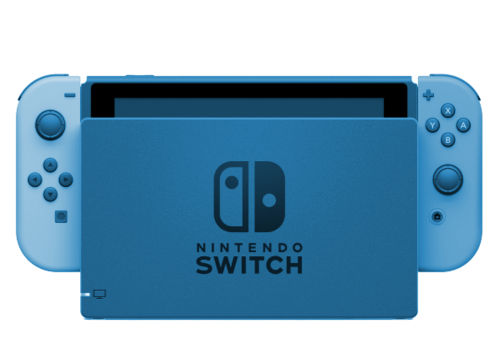 X
Y A
B
NINTENDO
SWITCH